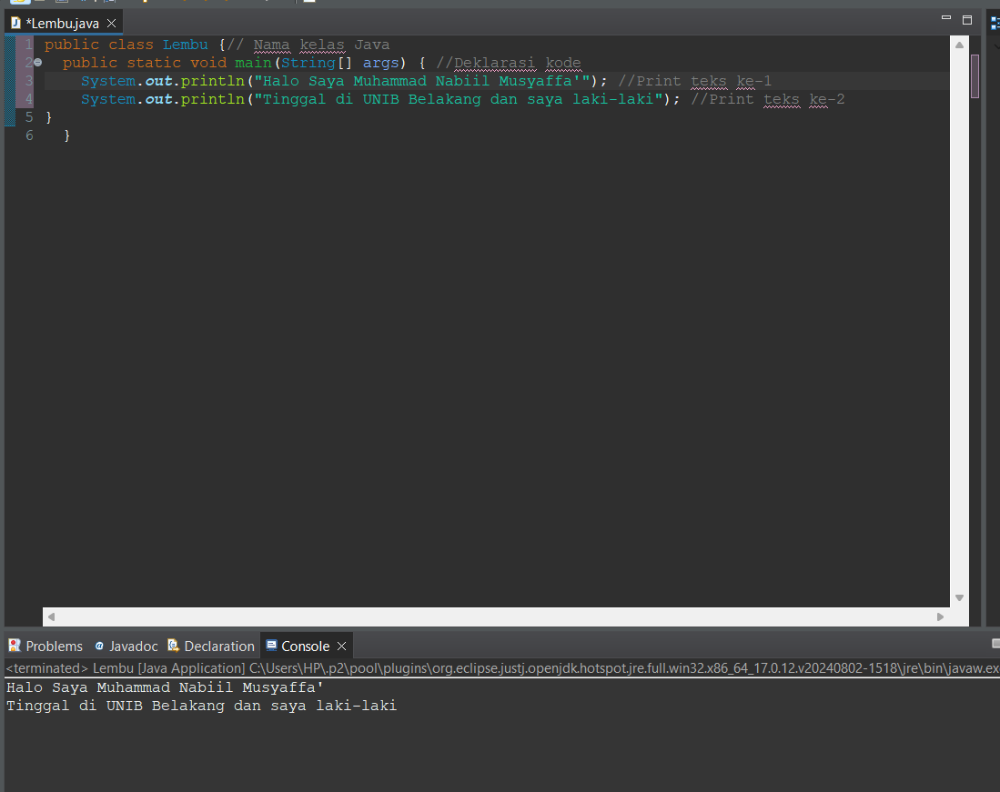 *Lembu.java
1 public class Lembu {// Nama kelas Java
2 public static void main(String[] args) { //Deklarasi kode
3 System.out.println("Halo Saya Muhammad Nabiil Musyaffa'"); //Print teks ke-1
4 System.out.println("Tinggal di UNIB Belakang dan saya laki-laki"); //Print teks ke-2
5 }
6 }
Problems Javadoc Declaration Console
<terminated> Lembu [Java Application] C:\Users\HP\.p2\pool\plugins\org.eclipse.justj.openjdk.hotspot.jre.full.win32.x86_64_17.0.12.v20240802-1518\jre\bin\javaw.exe
Halo Saya Muhammad Nabiil Musyaffa'
Tinggal di UNIB Belakang dan saya laki-laki